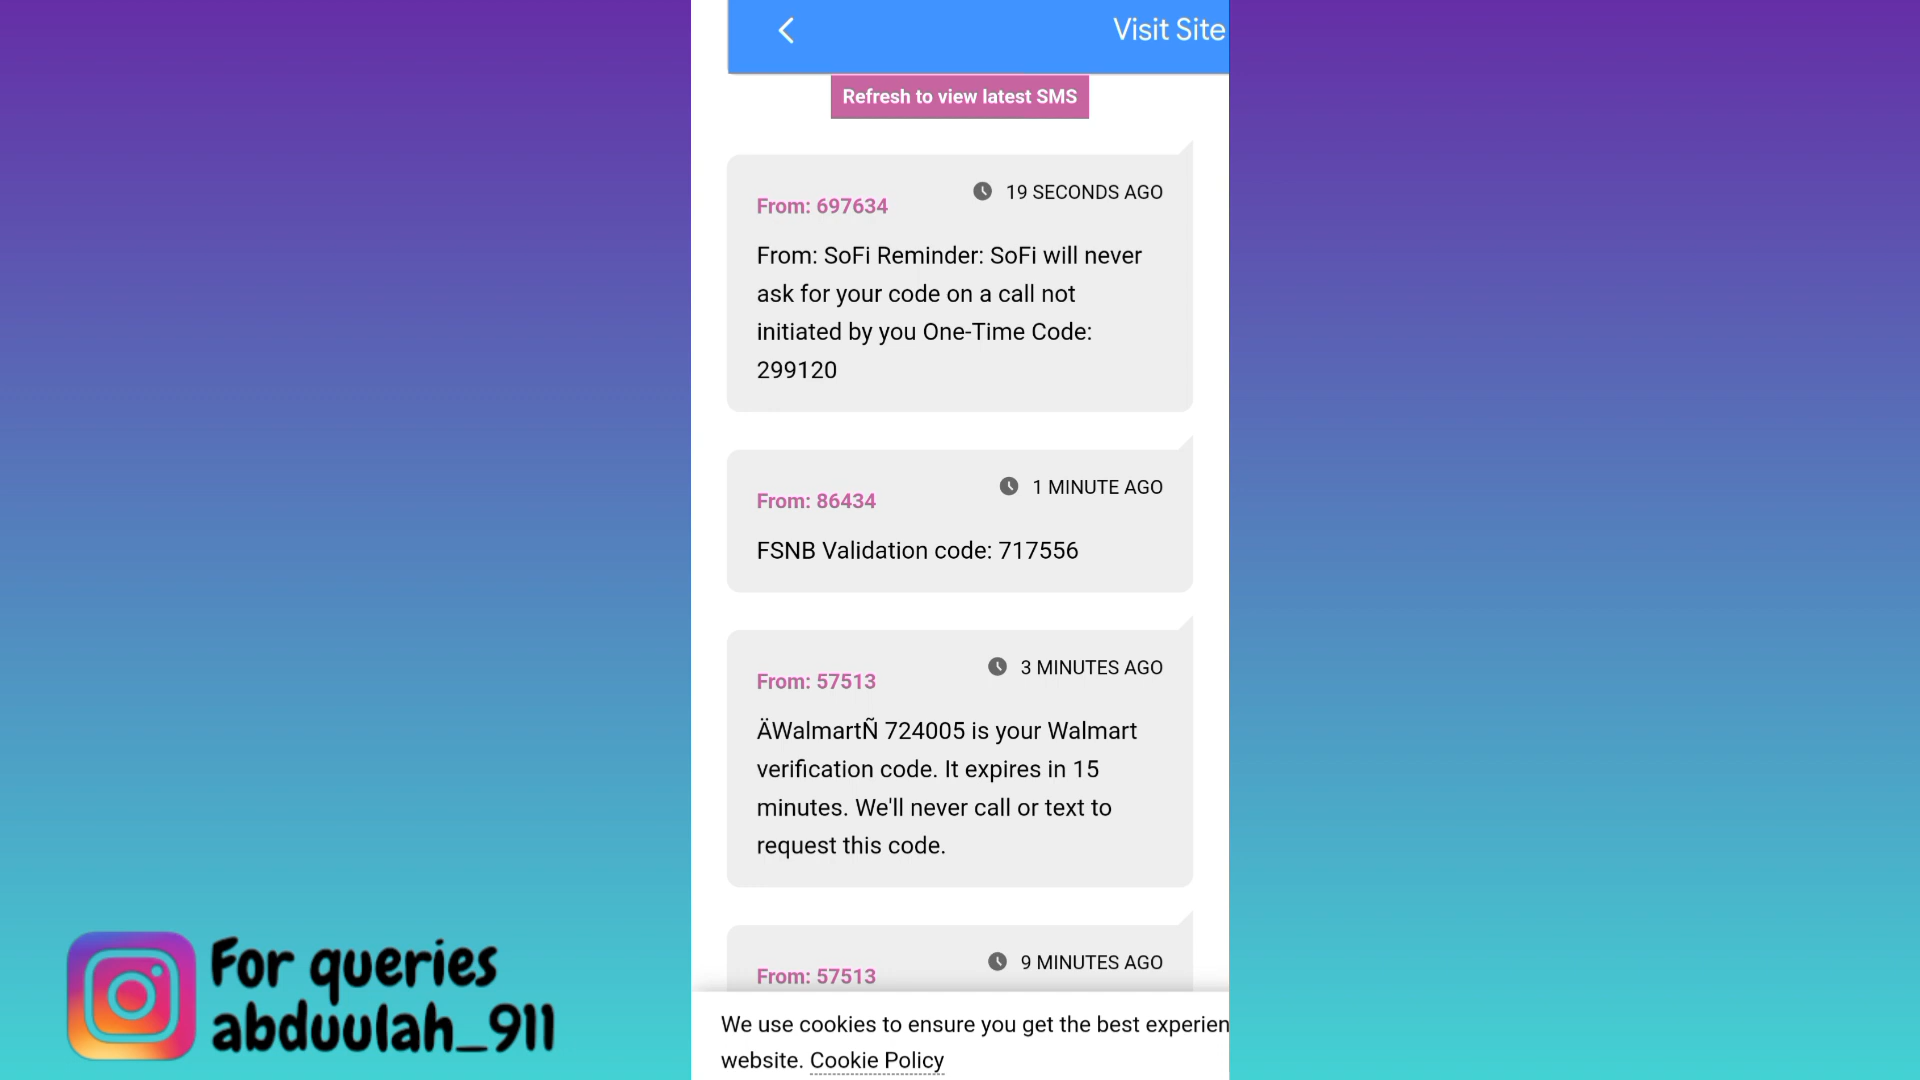 Visit Site
Refresh to view latest SMS
19 SECONDS AGO
From: 697634
From: SoFi Reminder: SoFi will never
ask for your code on a call not
initiated by you One-Time Code:
299120
1 MINUTE AGO
From: 86434
FSNB Validation code: 717556
3 MINUTES AGO
From: 57513
ÄWalmartÑ 724005 is your Walmart
verification code. It expires in 15
minutes. We'll never call or text to
request this code.
9 MINUTES AGO
From: 57513
We use cookies to ensure you get the best experien
website. Cookie Policy
For queries
abduulah_911